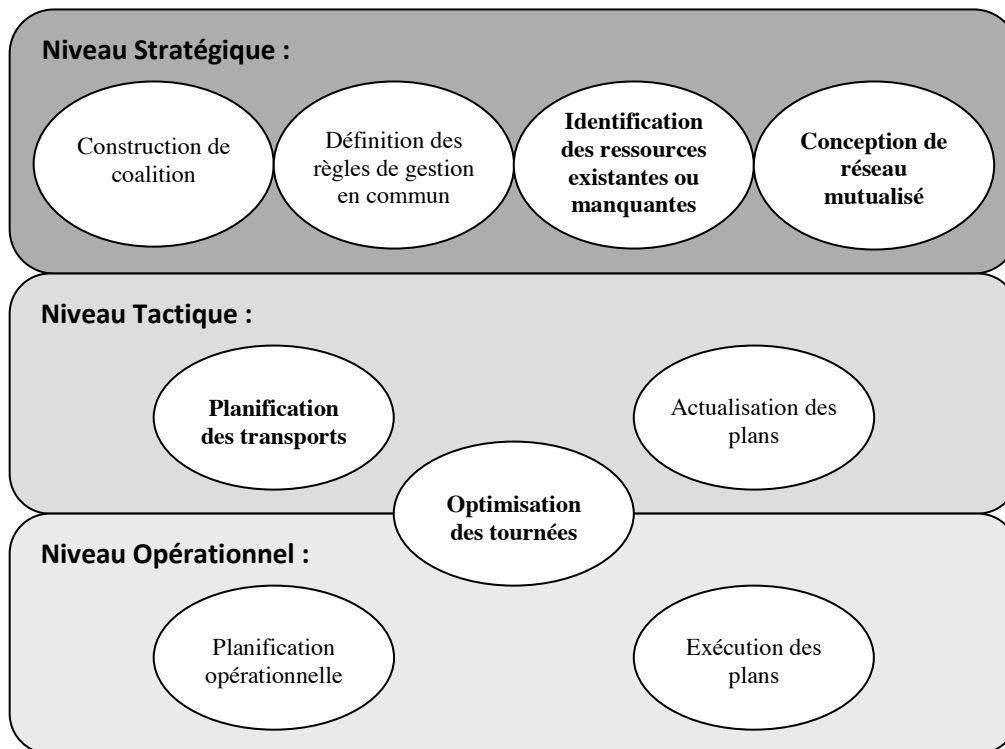 Niveau Stratégique :
Construction de
coalition
Définition des
règles de gestion
en commun
Identification
des ressources
existantes ou
manquantes
Conception de
réseau
mutualisé
Niveau Tactique :
Planification
des transports
Actualisation des
plans
Optimisation
des tournées
Niveau Opérationnel :
Planification
opérationnelle
Exécution des
plans